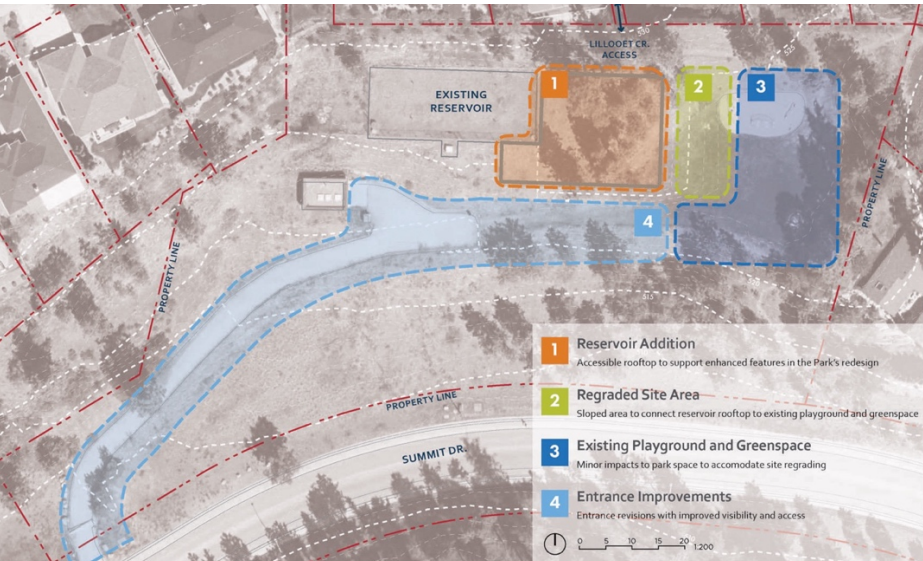 LILLOOET CR.
ACCESS
530
525
EXISTING
RESERVOIR
1
2
3
4
PROPERTY LINE
PROPERTY LINE
515
PROPERTY LINE
SUMMIT DR.
1 Reservoir Addition
Accessible rooftop to support enhanced features in the Park's redesign
2 Regraded Site Area
Sloped area to connect reservoir rooftop to existing playground and greenspace
3 Existing Playground and Greenspace
Minor impacts to park space to accomodate site regrading
4 Entrance Improvements
Entrance revisions with improved visibility and access
0 5 10 15 20 1:200